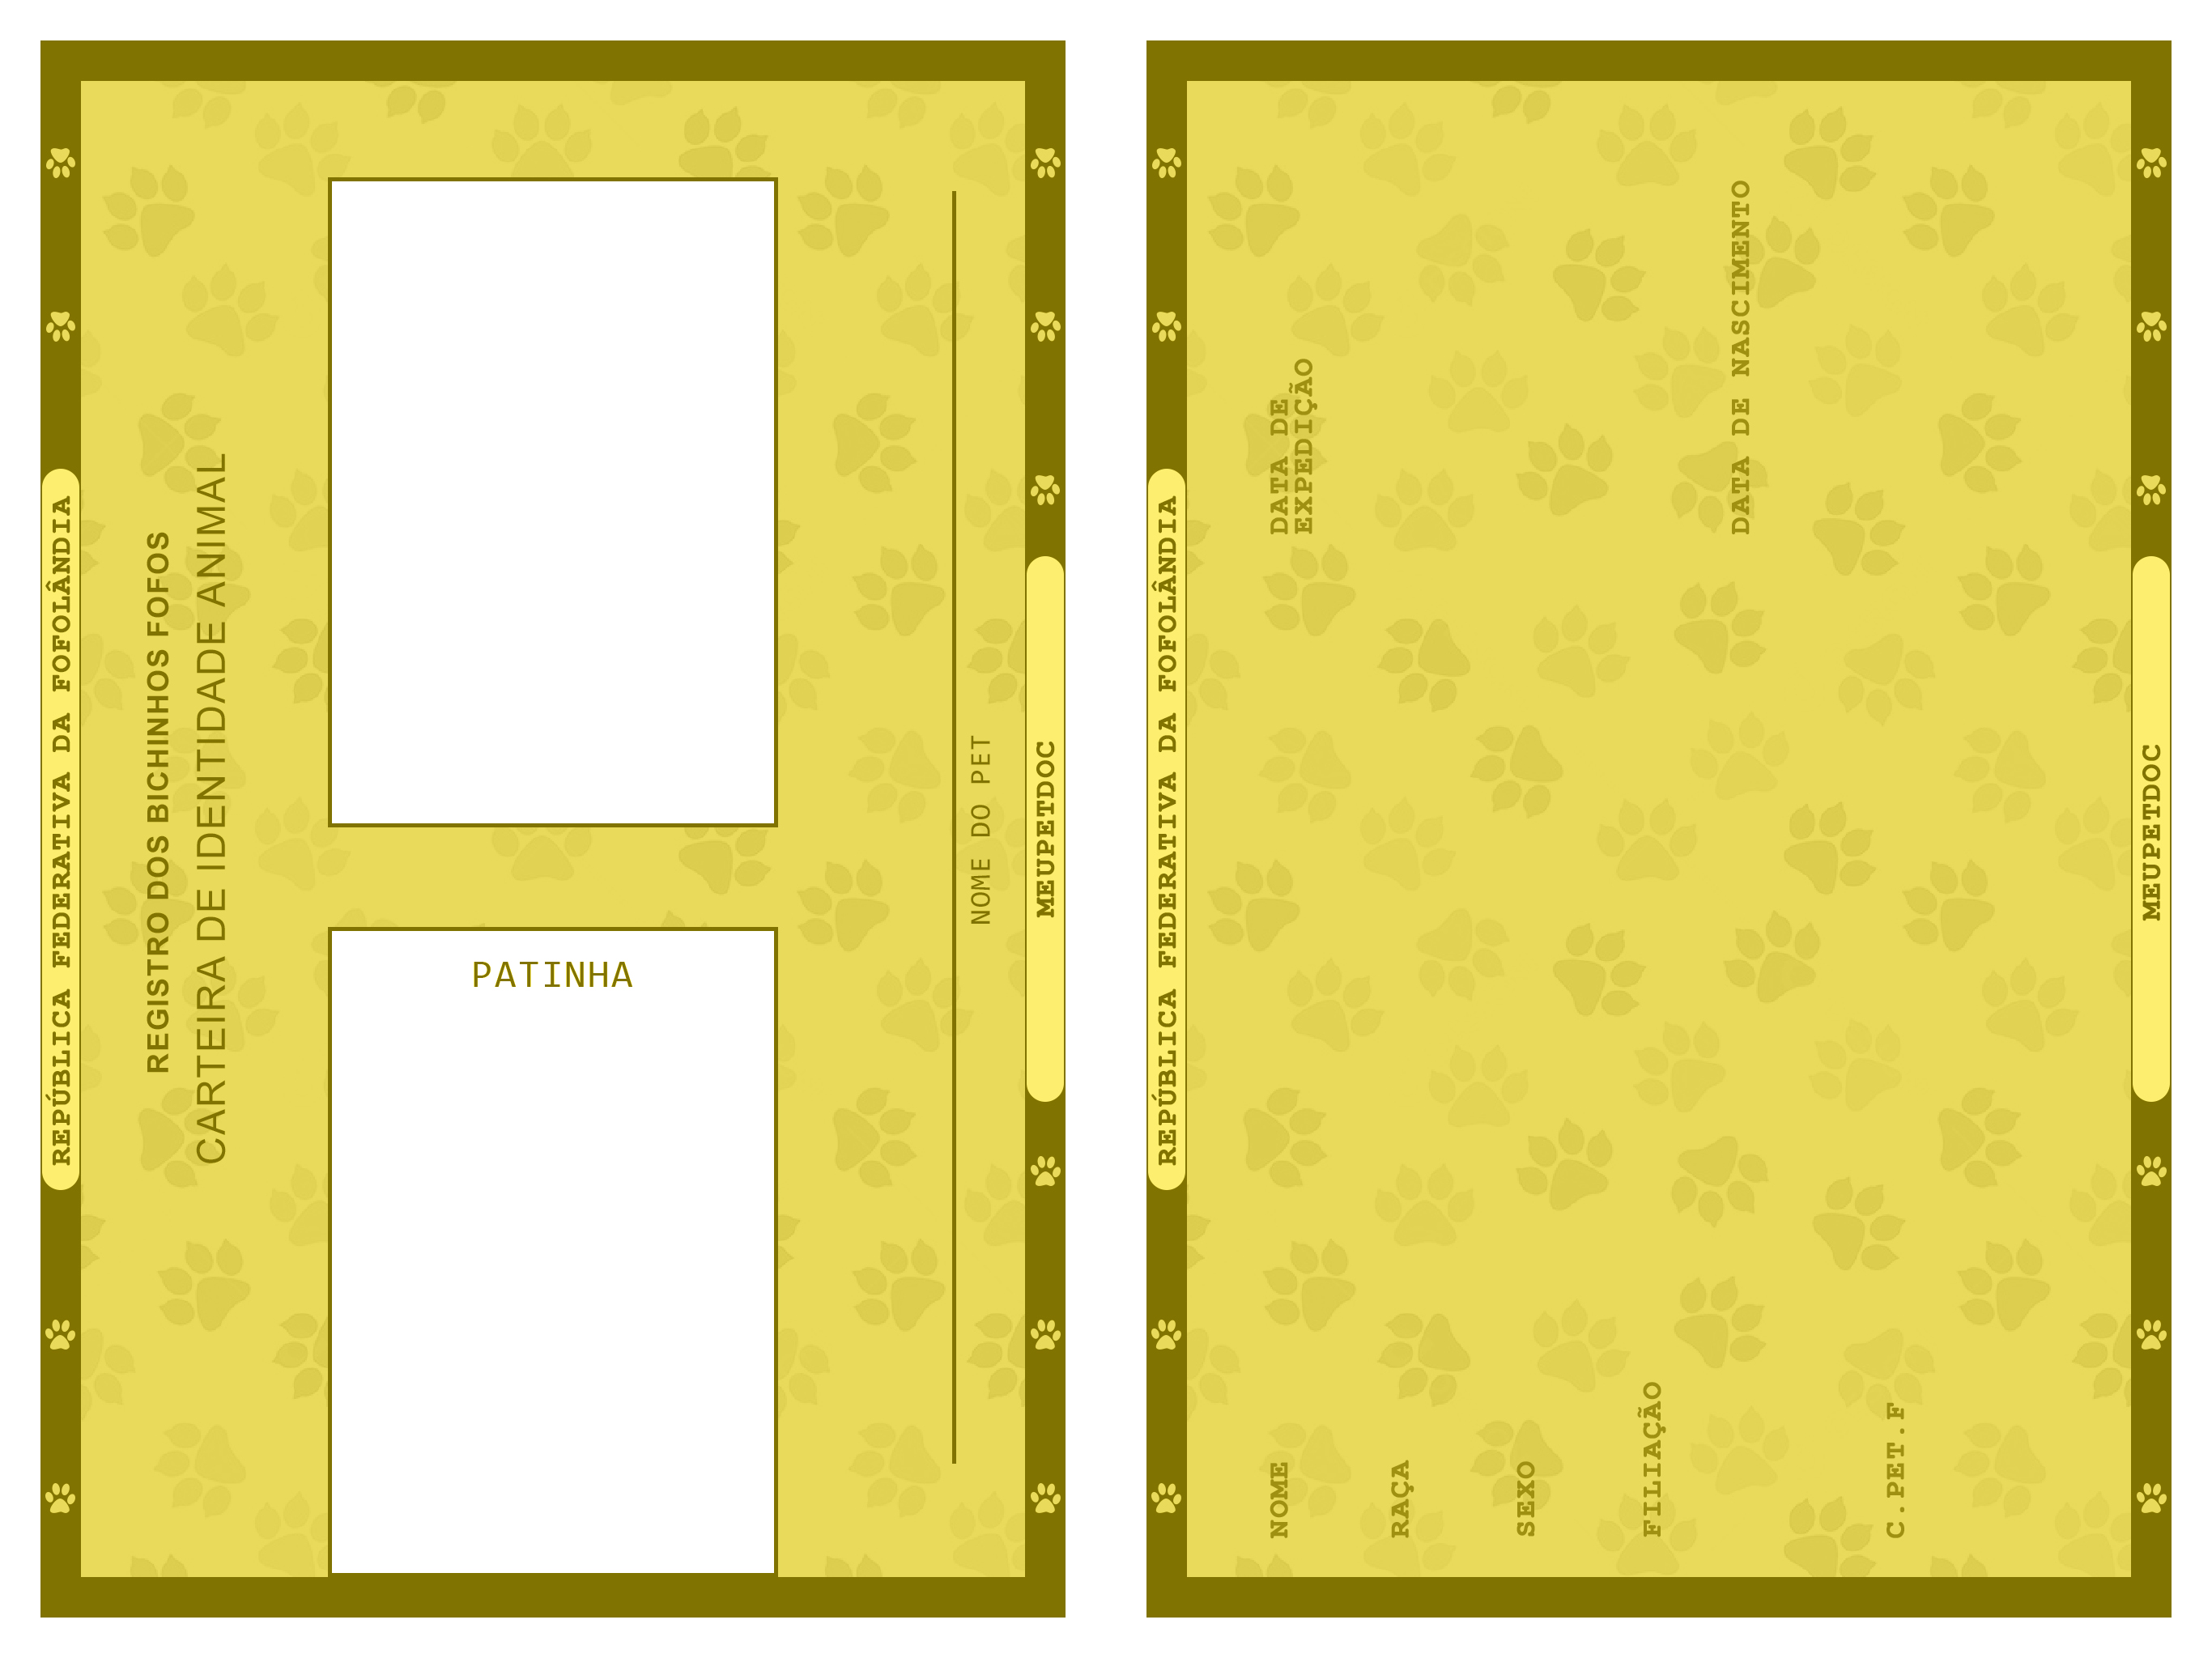 REPÚBLICA FEDERATIVA DA FOFOLÂNDIA
REGISTRO DOS BICHINHOS FOFOS
CARTEIRA DE IDENTIDADE ANIMAL
PATINHA
NOME DO PET
MEUPETDOC
REPÚBLICA FEDERATIVA DA FOFOLÂNDIA
NOME
DATA DE
EXPEDIÇÃO
RAÇA
SEXO
FILIAÇÃO
DATA DE NASCIMENTO
C.PET.F
MEUPETDOC